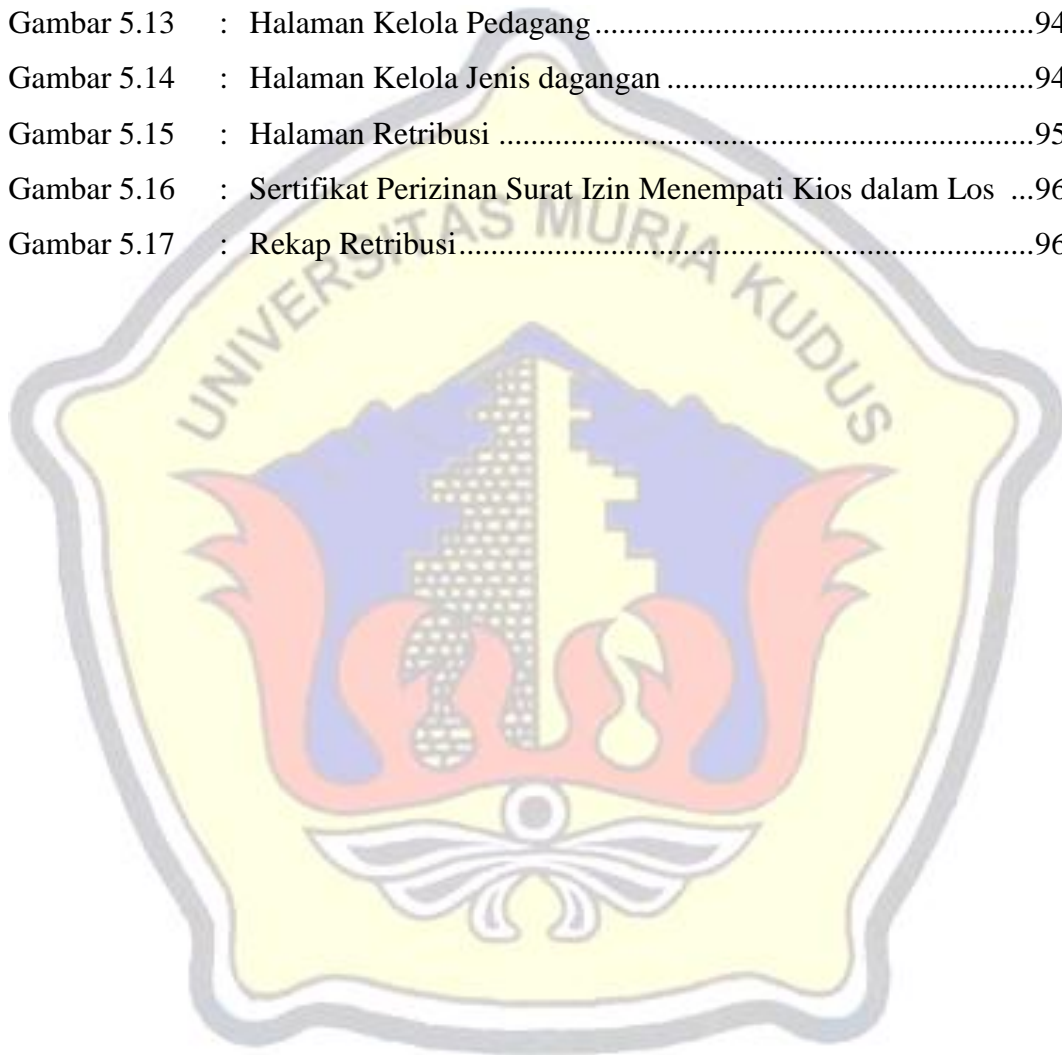 Gambar 5.13 : Halaman Kelola Pedagang ....................................................... 94
Gambar 5.14 : Halaman Kelola Jenis dagangan .............................................. 94
Gambar 5.15 : Halaman Retribusi ................................................................... 95
Gambar 5.16 : Sertifikat Perizinan Surat Izin Menempati Kios dalam Los ... 96
Gambar 5.17 : Rekap Retribusi........................................................................ 96
UNIVERSITAS MURIA KUDUS